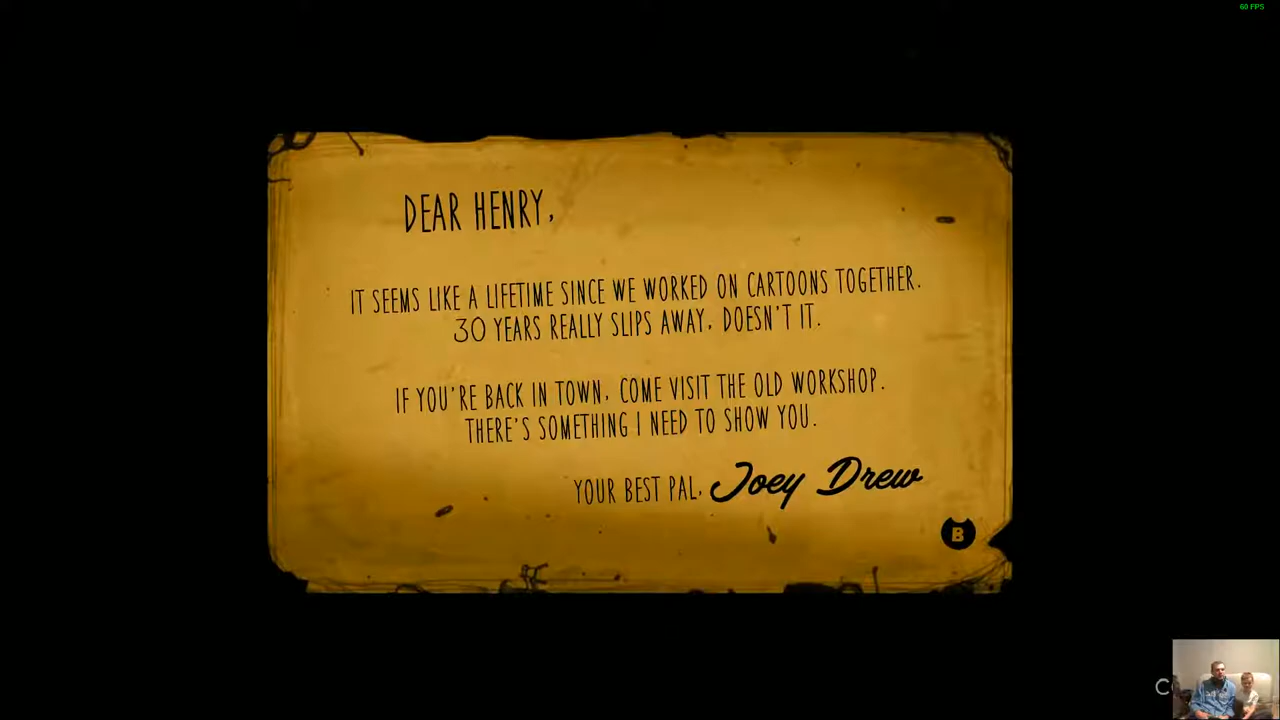 60 FPS
DEAR HENRY,
IT SEEMS LIKE A LIFETIME SINCE WE WORKED ON CARTOONS TOGETHER.
30 YEARS REALLY SLIPS AWAY, DOESN'T IT.
IF YOU'RE BACK IN TOWN, COME VISIT THE OLD WORKSHOP.
THERE'S SOMETHING I NEED TO SHOW YOU.
YOUR BEST PAL, Joey Drew
B